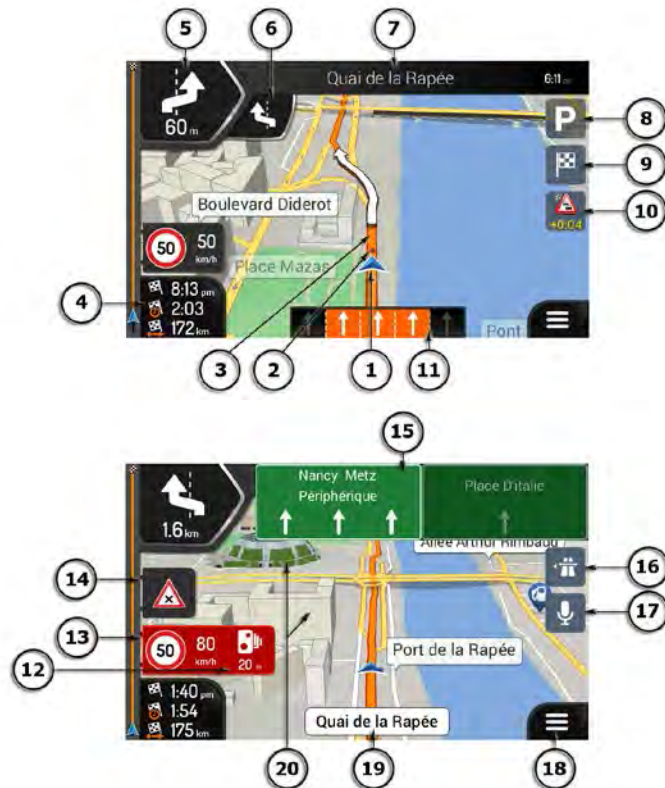 5
6
7
Quai de la Rapée
6:11
60 m
P
8
9
Boulevard Diderot
50
50
km/h
+0:04
10
Place Mazas
4
8:13 pm
2:03
172 km
Pont
3
2
1
11
15
Nancy Metz
Périphérique
Place D'italie
1.6 km
Allée Arthur Rimbaud
14
16
13
50
80
km/h
20 m
17
12
Port de la Rapée
1:40 pm
1:54
175 km
Quai de la Rapée
20
19
18